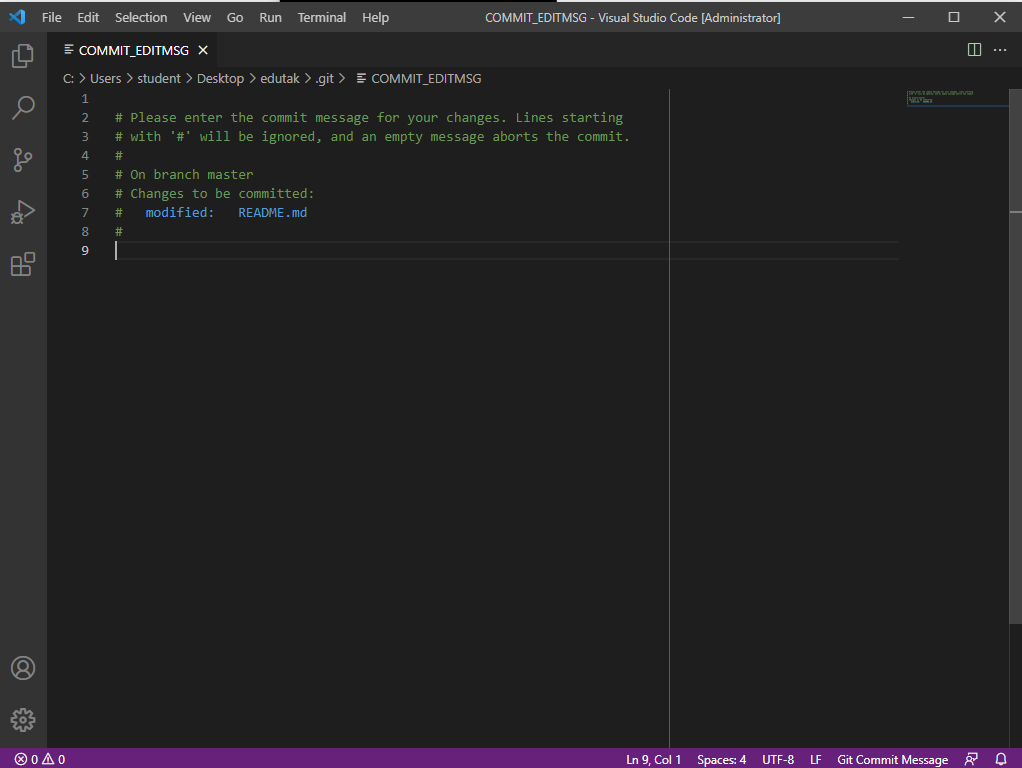 File Edit Selection View Go Run Terminal Help COMMIT_EDITMSG - Visual Studio Code [Administrator]
COMMIT_EDITMSG
C: > Users > student > Desktop > edutak > .git > COMMIT_EDITMSG
1
2 # Please enter the commit message for your changes. Lines starting
3 # with '#' will be ignored, and an empty message aborts the commit.
4 #
5 # On branch master
6 # Changes to be committed:
7 # modified: README.md
8 #
9
0 0 Ln 9, Col 1 Spaces: 4 UTF-8 LF Git Commit Message